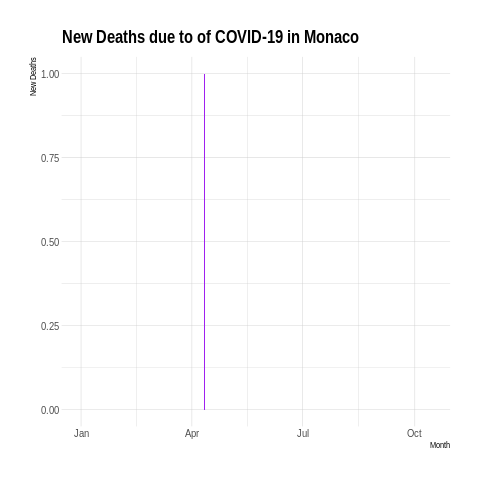 New Deaths due to of COVID-19 in Monaco
New Deaths
1.00
0.75
0.50
0.25
0.00
Jan Apr Jul Oct
Month